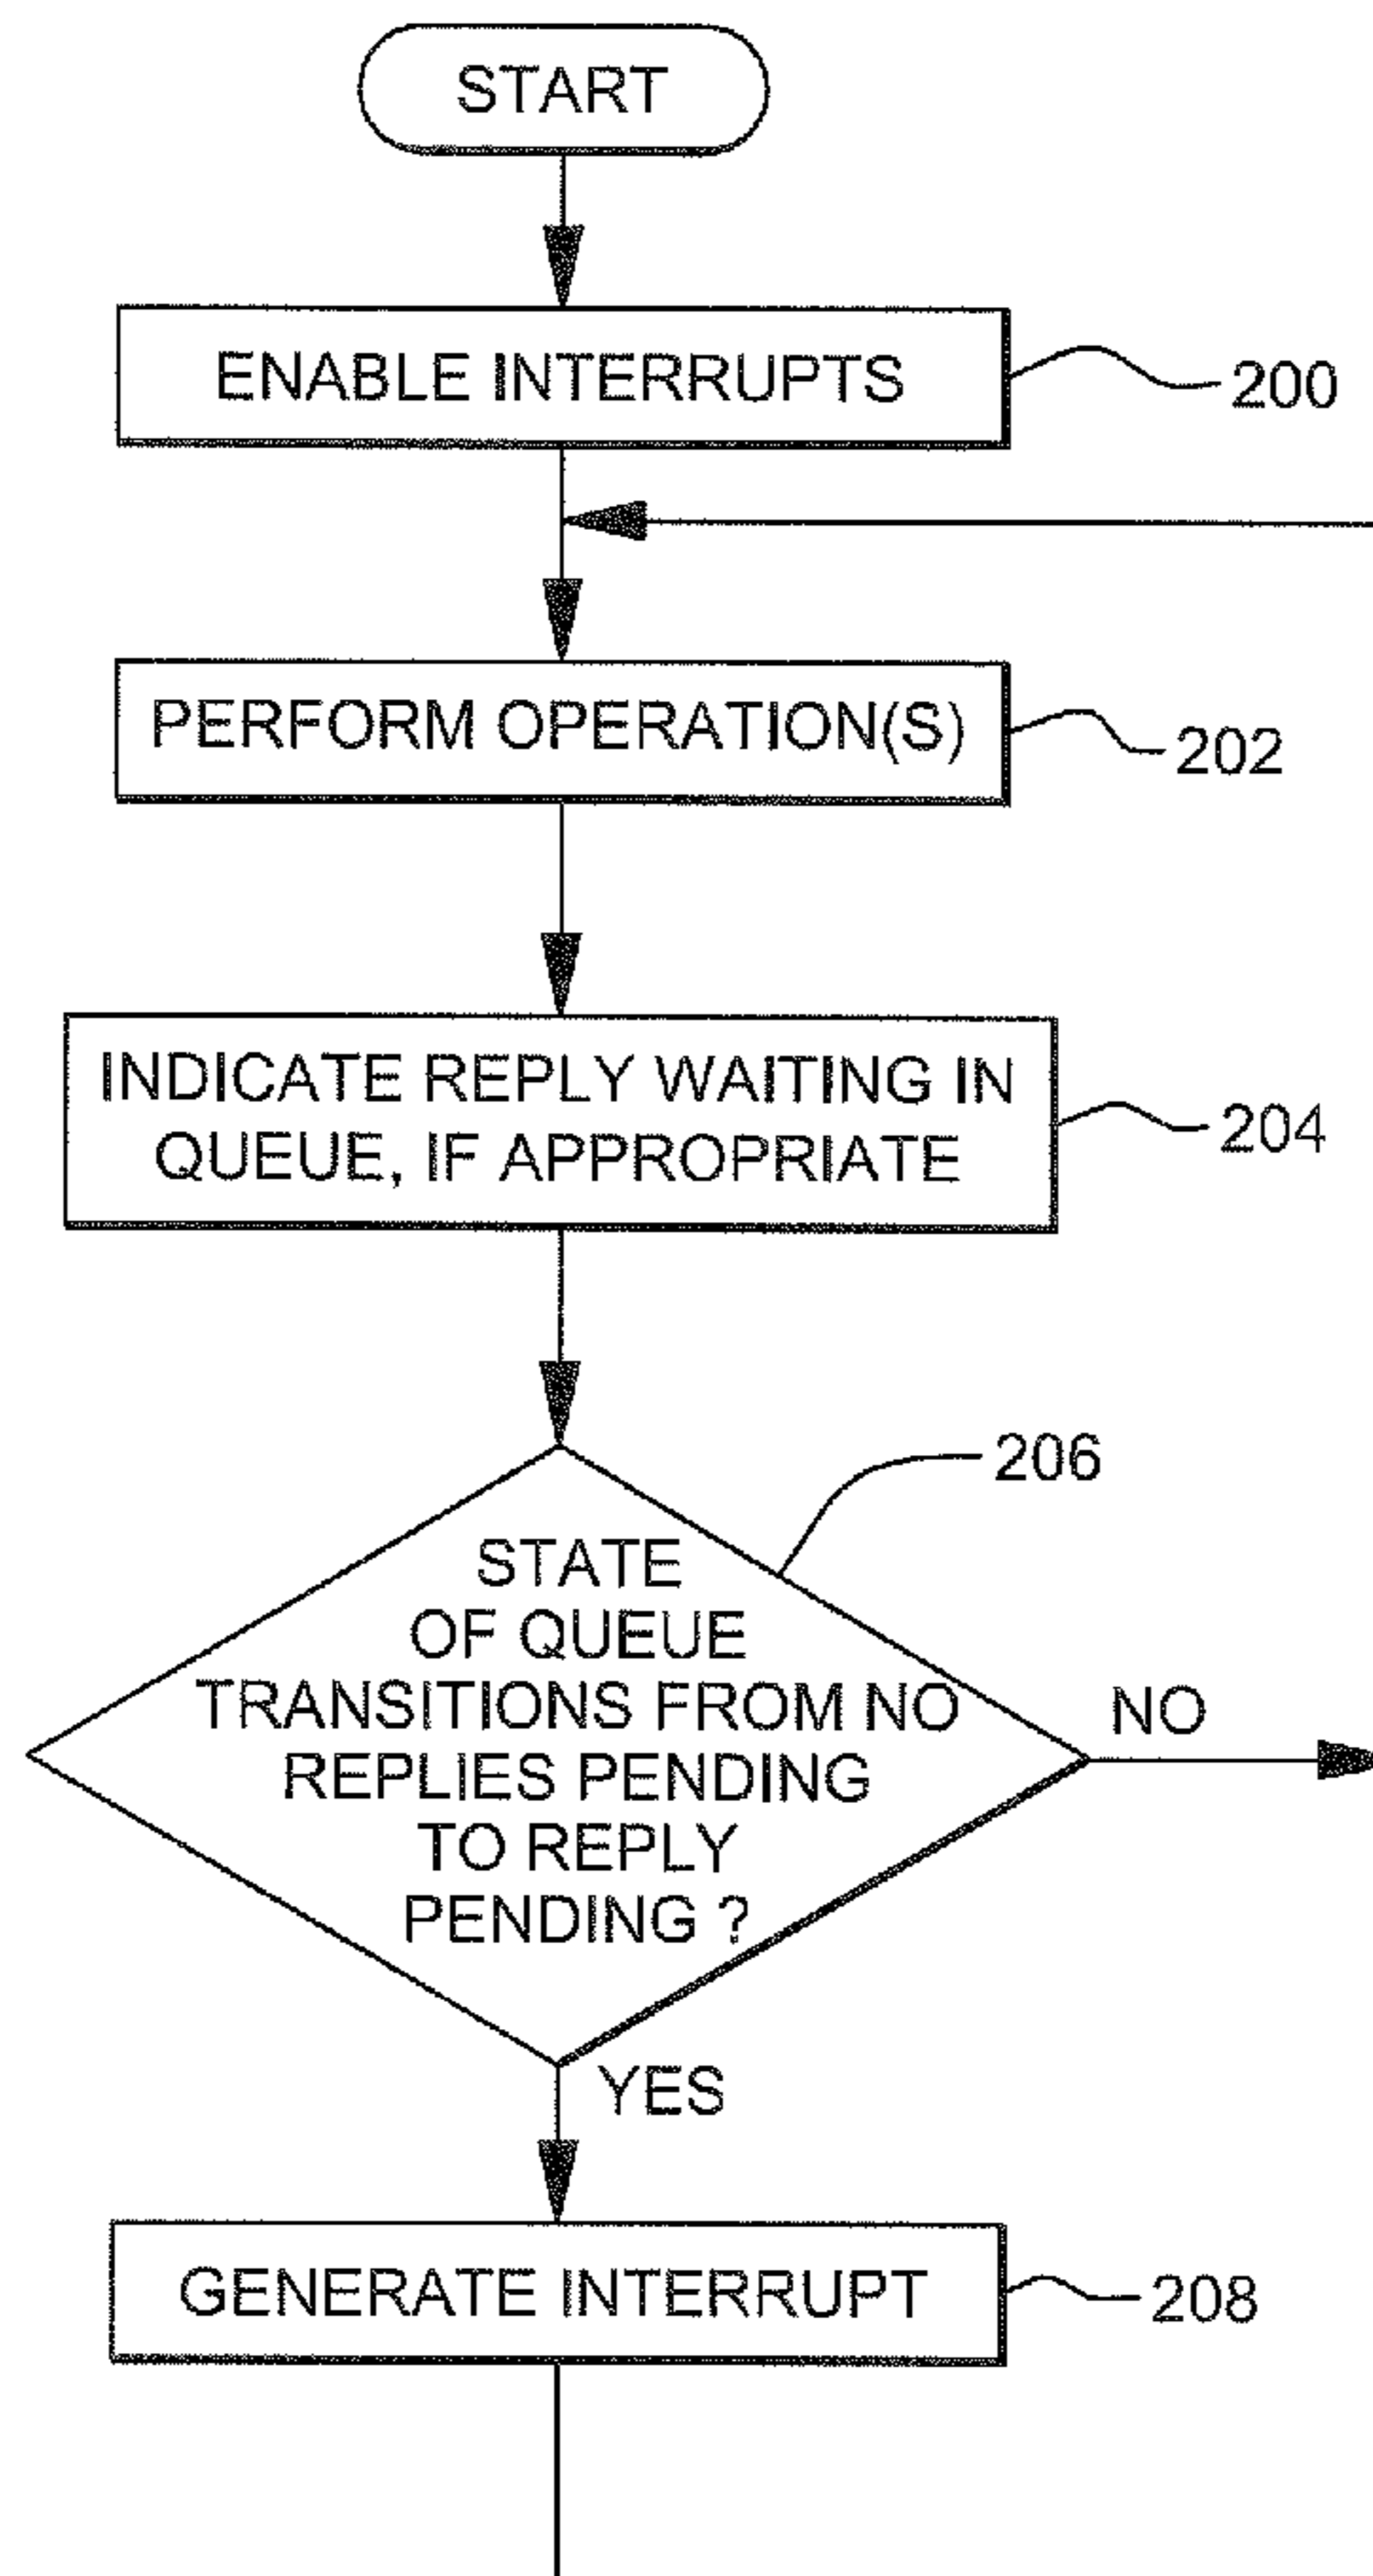 START
ENABLE INTERRUPTS
200
PERFORM OPERATION(S)
202
INDICATE REPLY WAITING IN
QUEUE, IF APPROPRIATE
204
206
STATE
OF QUEUE
TRANSITIONS FROM NO
REPLIES PENDING
TO REPLY
PENDING ?
NO
YES
GENERATE INTERRUPT
208